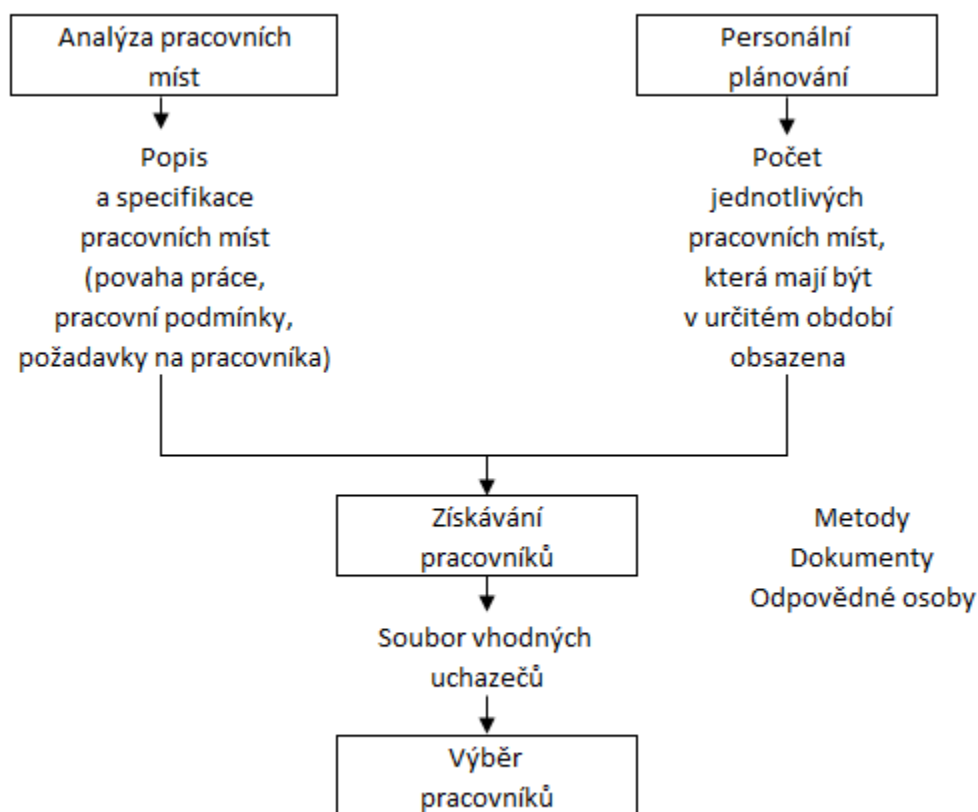 Analýza pracovních
míst
Personální
plánování
Popis
a specifikace
pracovních míst
(povaha práce,
pracovní podmínky,
požadavky na pracovníka)
Počet
jednotlivých
pracovních míst,
která mají být
v určitém období
obsazena
Získávání
pracovníků
Metody
Dokumenty
Odpovědné osoby
Soubor vhodných
uchazečů
Výběr
pracovníků